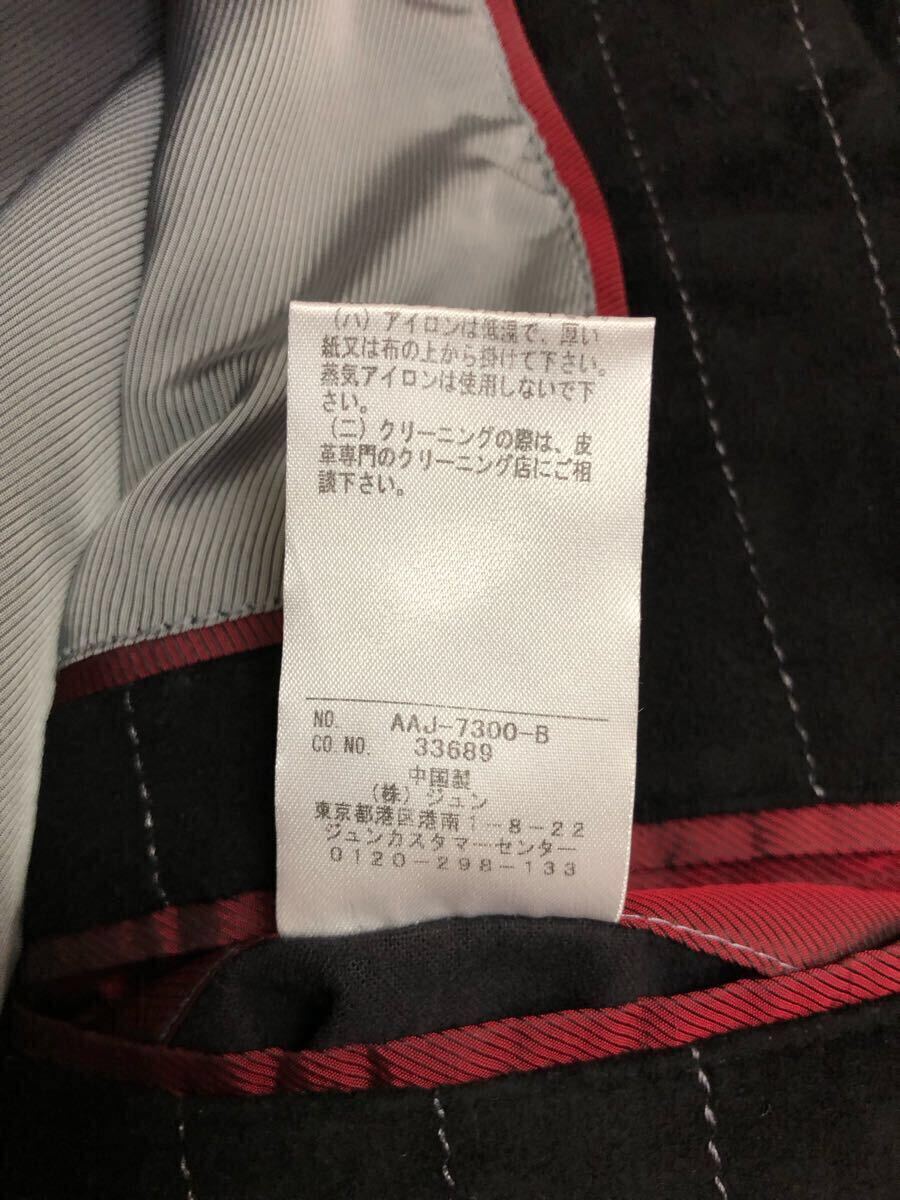 (ハ) アイロンは低温で、厚い
紙又は布の上から掛けて下さい。
蒸気アイロンは使用しないで下
さい。
(ニ) クリーニングの際は、皮
革専門のクリーニング店にご相
談下さい。
NO. AAJ-7300-B
CO NO. 33689
中国製
(株) ジュン
東京都港区港南1-8-22
ジュンカスタマーセンター
0120-298-133